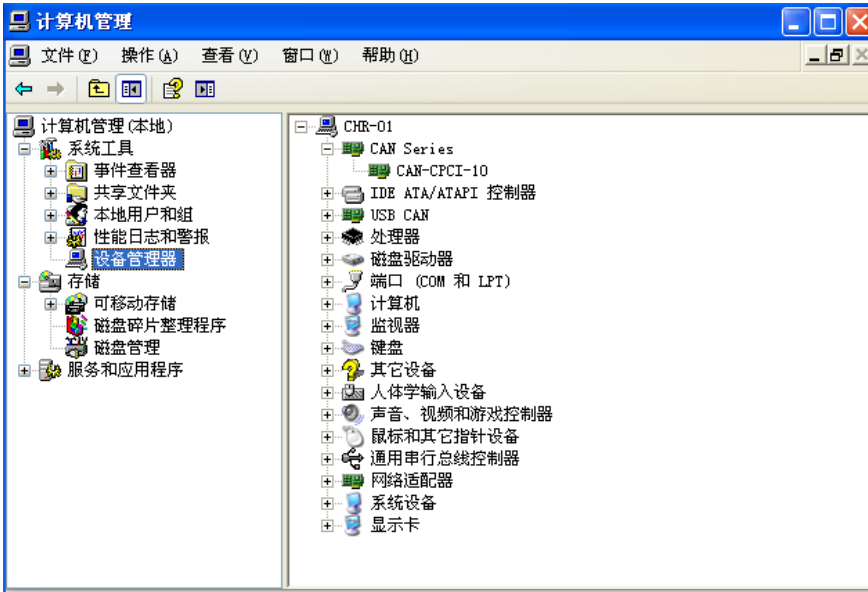 计算机管理
文件(F) 操作(A) 查看(V) 窗口(W) 帮助(H)
计算机管理(本地)
系统工具
事件查看器
共享文件夹
本地用户和组
性能日志和警报
设备管理器
存储
可移动存储
磁盘碎片整理程序
磁盘管理
服务和应用程序
CHR-01
CAN Series
CAN-CPCI-10
IDE ATA/ATAPI 控制器
USB CAN
处理器
磁盘驱动器
端口 (COM 和 LPT)
计算机
监视器
键盘
其它设备
人体学输入设备
声音、视频和游戏控制器
鼠标和其它指针设备
通用串行总线控制器
网络适配器
系统设备
显示卡